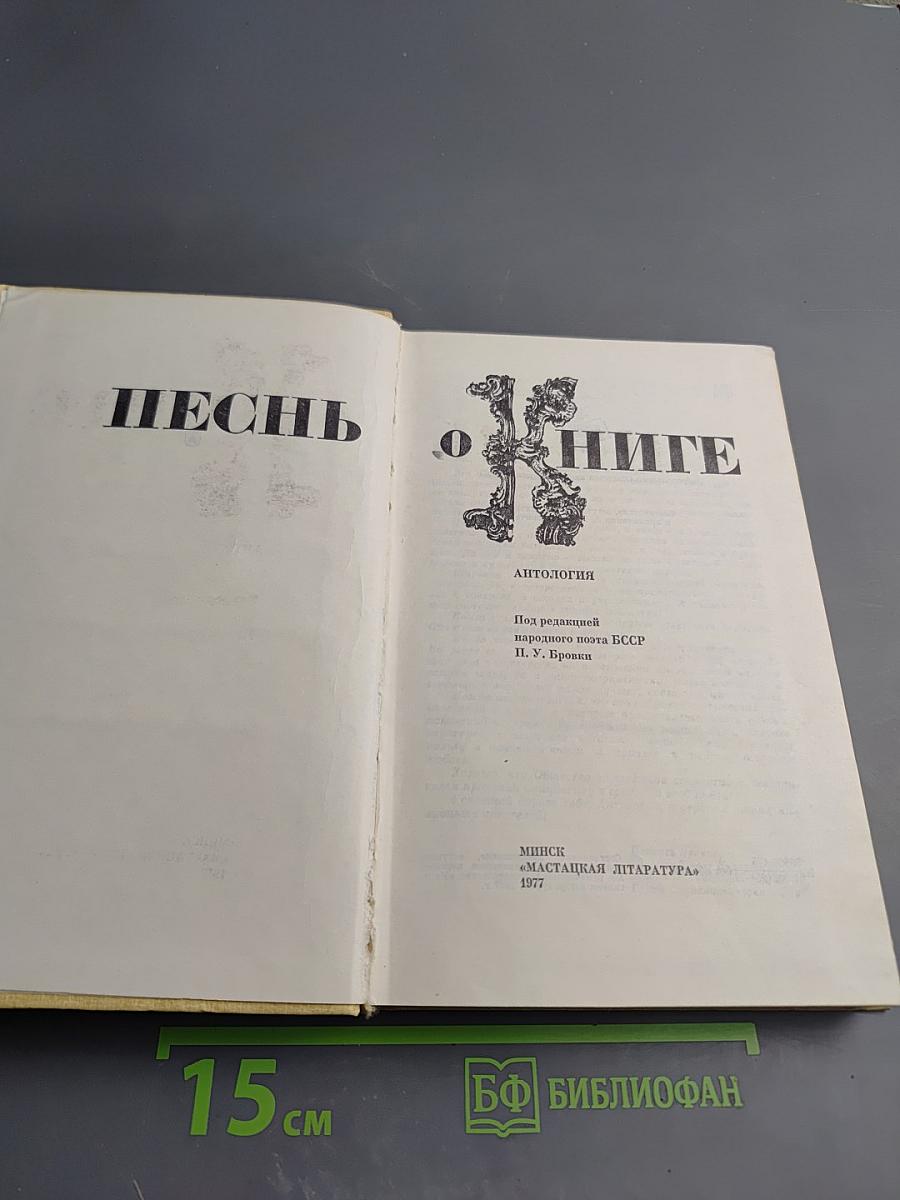 ПЕСНЬ о КНИГЕ
АНТОЛОГИЯ
Под редакцией
народного поэта БССР
П. У. Бровки
МИНСК
«МАСТАЦКАЯ ЛІТАРАТУРА»
1977
15 см
БФ БИБЛИОФАН